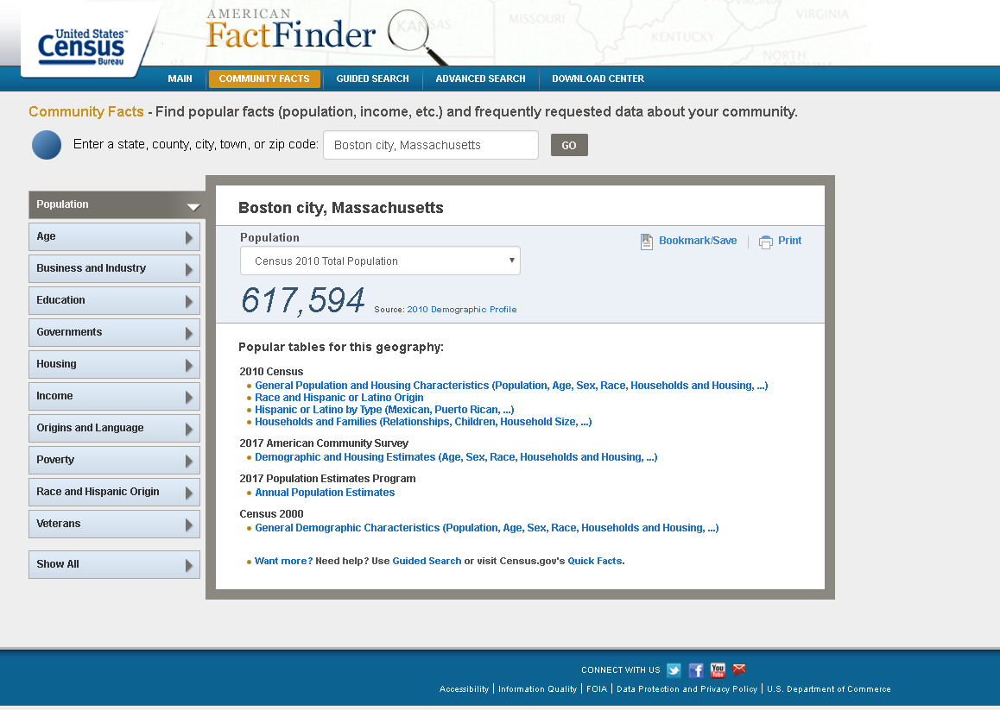 United States™
Census
Bureau
AMERICAN
FactFinder
KANSAS
MISSOURI
KENTUCKY
VIRGINIA
VIRGINIA
NORTH
MAIN
COMMUNITY FACTS
GUIDED SEARCH
ADVANCED SEARCH
DOWNLOAD CENTER
Community Facts - Find popular facts (population, income, etc.) and frequently requested data about your community.
Enter a state, county, city, town, or zip code: Boston city, Massachusetts GO
Population
Age
Business and Industry
Education
Governments
Housing
Income
Origins and Language
Poverty
Race and Hispanic Origin
Veterans
Show All
Boston city, Massachusetts
Population
Bookmark/Save
Print
Census 2010 Total Population
617,594 Source: 2010 Demographic Profile
Popular tables for this geography:
2010 Census
General Population and Housing Characteristics (Population, Age, Sex, Race, Households and Housing, ...)
Race and Hispanic or Latino Origin
Hispanic or Latino by Type (Mexican, Puerto Rican, ...)
Households and Families (Relationships, Children, Household Size, ...)
2017 American Community Survey
Demographic and Housing Estimates (Age, Sex, Race, Households and Housing, ...)
2017 Population Estimates Program
Annual Population Estimates
Census 2000
General Demographic Characteristics (Population, Age, Sex, Race, Households and Housing, ...)
Want more? Need help? Use Guided Search or visit Census.gov's Quick Facts.
CONNECT WITH US
You
Tube
Accessibility | Information Quality | FOIA | Data Protection and Privacy Policy | U.S. Department of Commerce